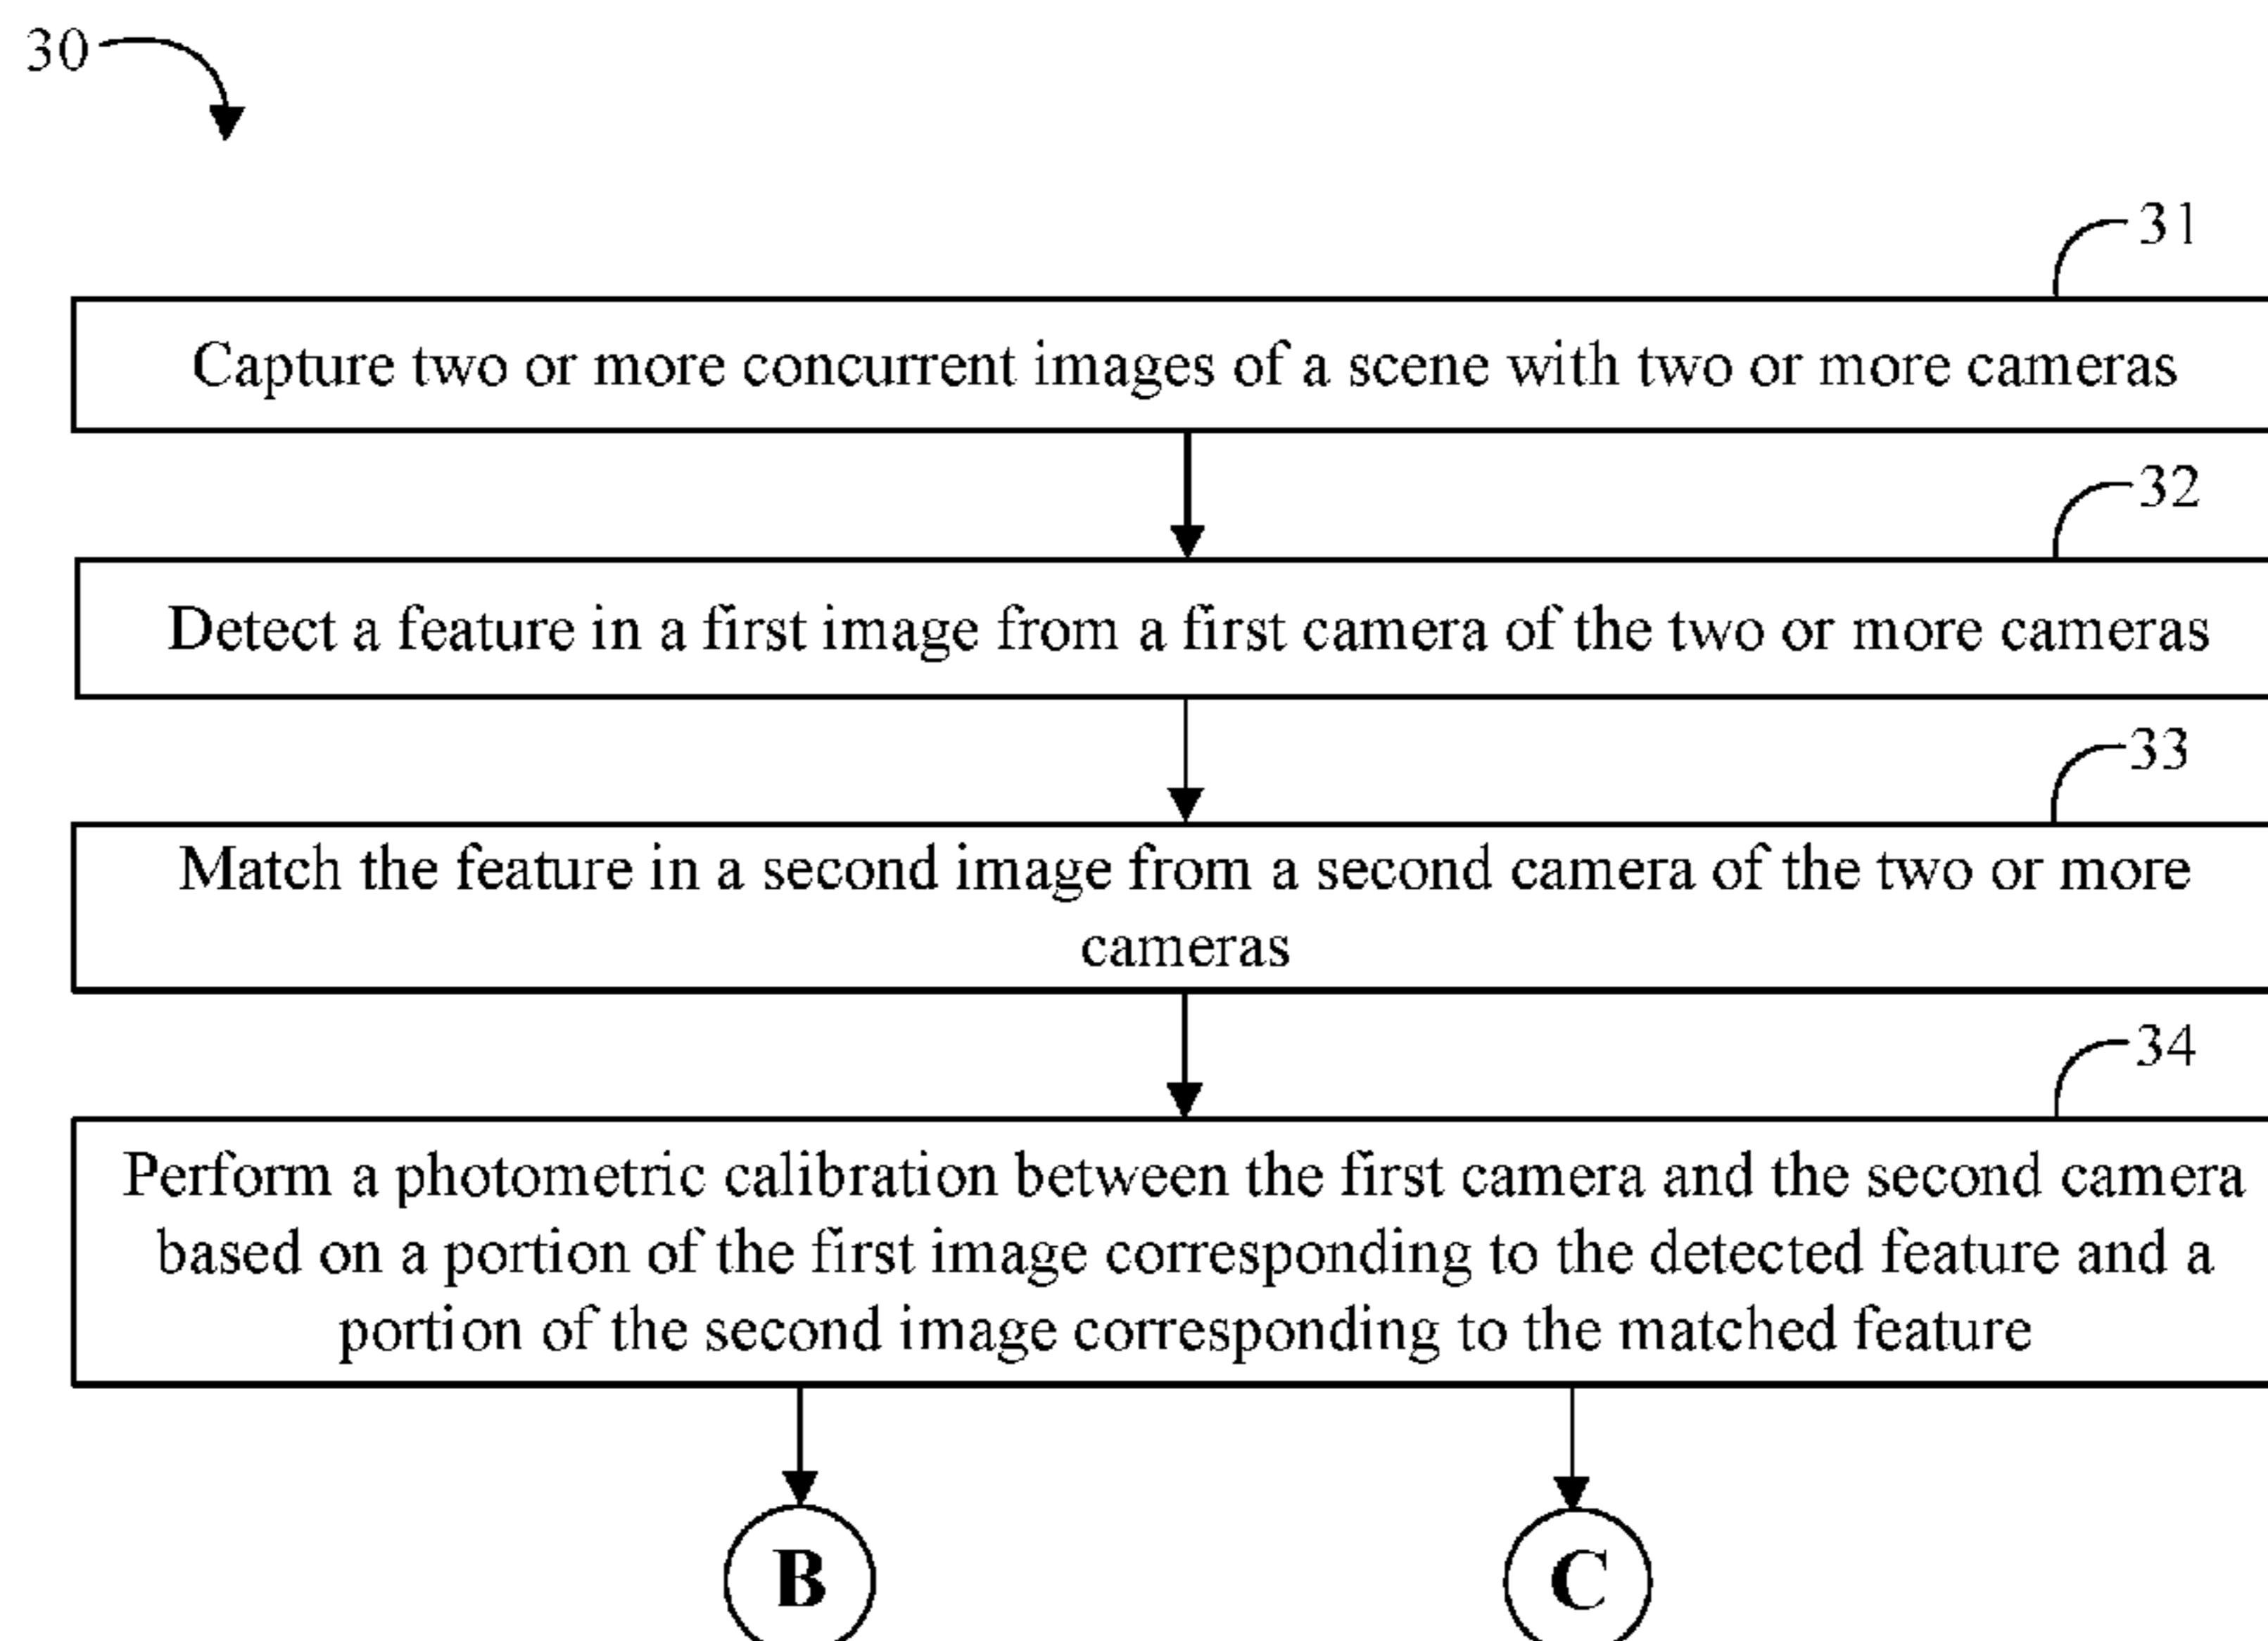 30
31
Capture two or more concurrent images of a scene with two or more cameras
32
Detect a feature in a first image from a first camera of the two or more cameras
33
Match the feature in a second image from a second camera of the two or more
cameras
34
Perform a photometric calibration between the first camera and the second camera
based on a portion of the first image corresponding to the detected feature and a
portion of the second image corresponding to the matched feature
B
C